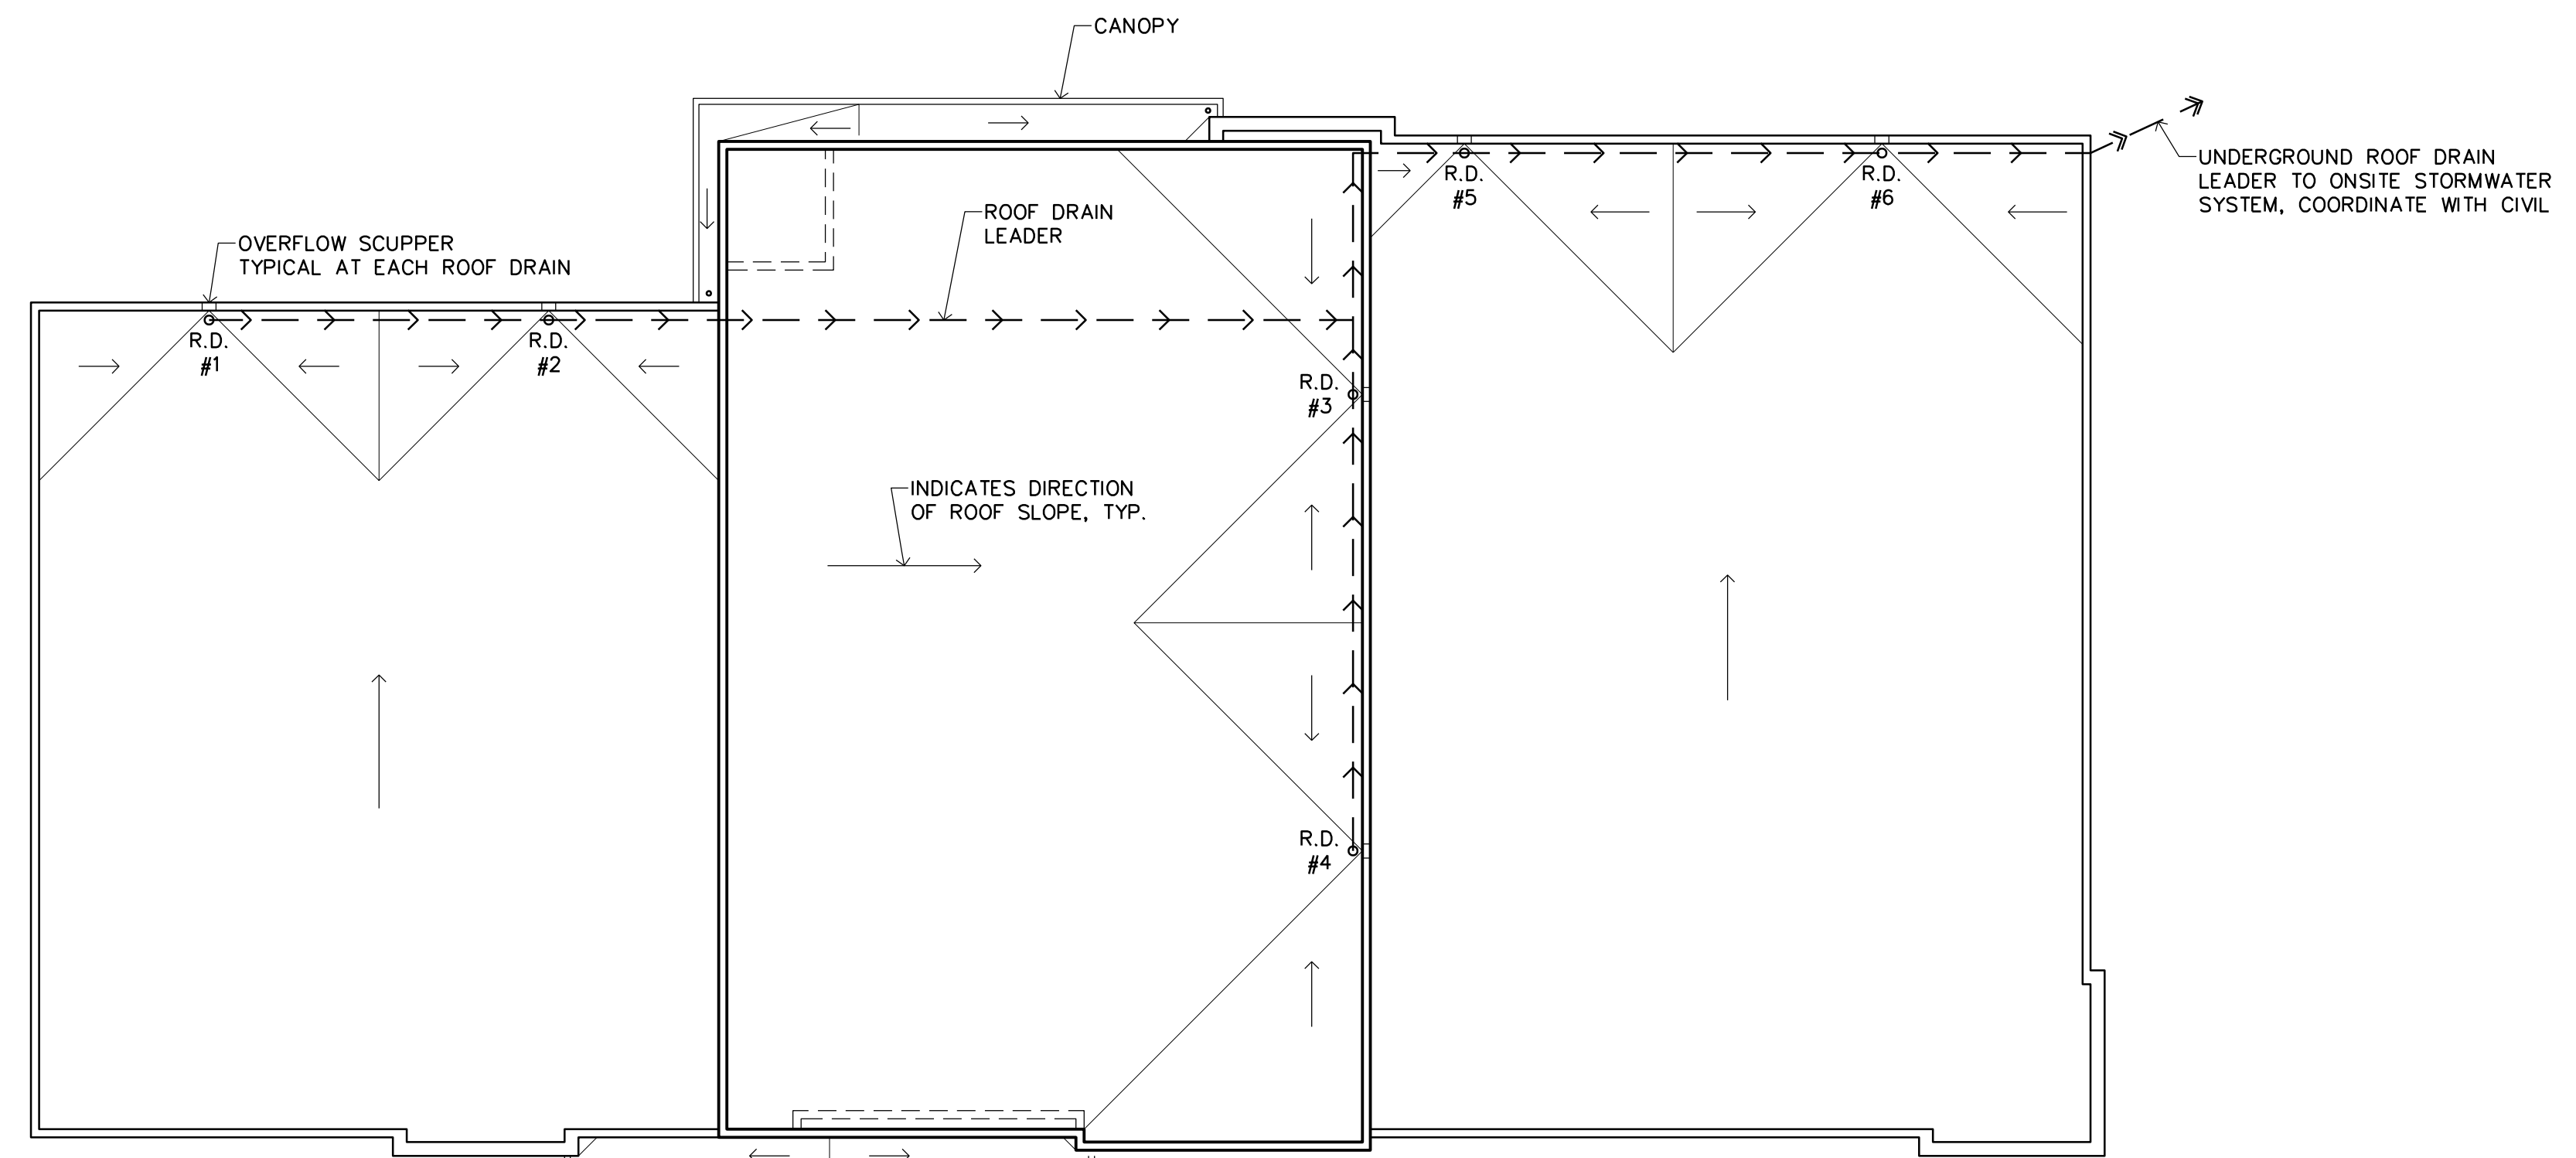 CANOPY
UNDERGROUND ROOF DRAIN
LEADER TO ONSITE STORMWATER
SYSTEM, COORDINATE WITH CIVIL
R.D.
#5
R.D.
#6
ROOF DRAIN
LEADER
OVERFLOW SCUPPER
TYPICAL AT EACH ROOF DRAIN
R.D.
#1
R.D.
#2
R.D.
#3
INDICATES DIRECTION
OF ROOF SLOPE, TYP.
R.D.
#4